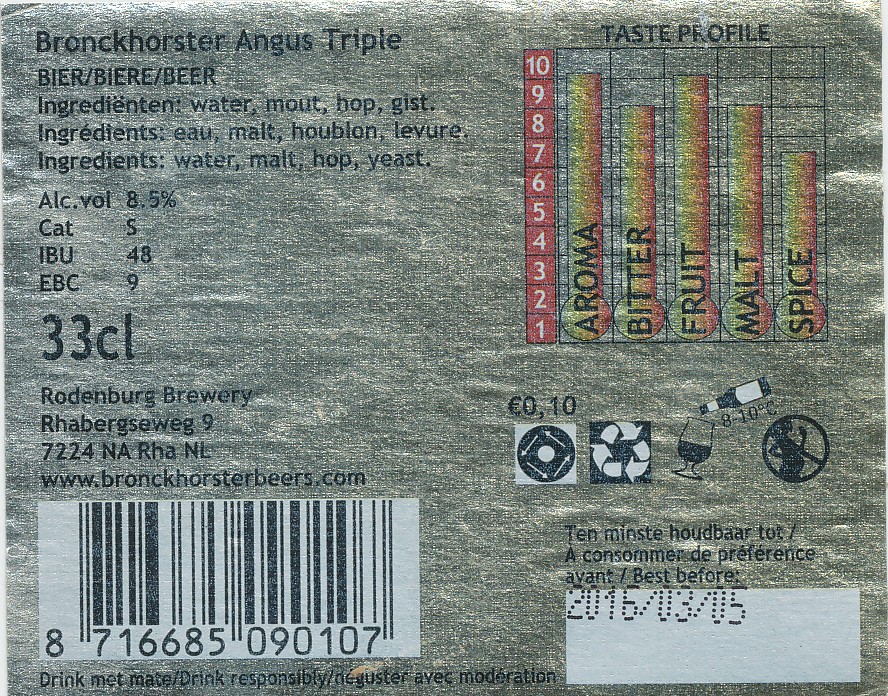 Bronckhorster Angus Triple
BIER/BIERE/BEER
Ingrediënten: water, mout, hop, gist.
Ingrédients: eau, malt, houblon, levure.
Ingredients: water, malt, hop, yeast.
Alc.vol 8.5%
Cat S
IBU 48
EBC 9
33cl
Rodenburg Brewery
Rhabergseweg 9
7224 NA Rha NL
www.bronckhorsterbeers.com
8 716685 090107
Drink met mate/Drink responsibly/déguster avec modération
TASTE PROFILE
10
9
8
7
6
5
4
3
2
1
AROMA
BITTER
FRUIT
MALT
SPICE
€0,10
8-10°C
Ten minste houdbaar tot /
A consommer de préférence
avant / Best before:
2016/03/05